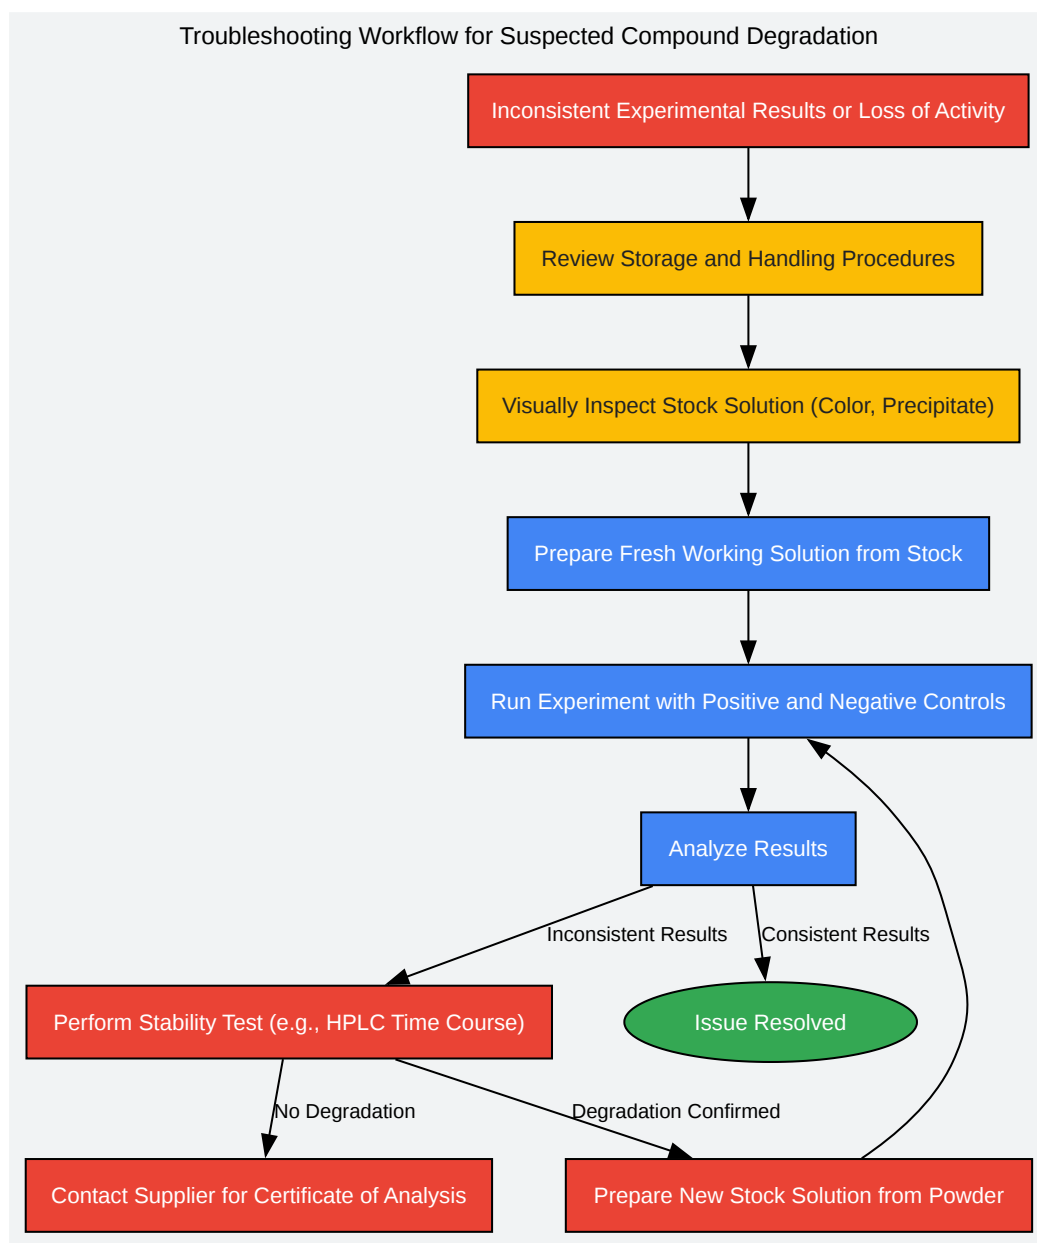 Troubleshooting Workflow for Suspected Compound Degradation
Inconsistent Experimental Results or Loss of Activity
Review Storage and Handling Procedures
Visually Inspect Stock Solution (Color, Precipitate)
Prepare Fresh Working Solution from Stock
Run Experiment with Positive and Negative Controls
Analyze Results
Inconsistent Results
Consistent Results
Perform Stability Test (e.g., HPLC Time Course)
Issue Resolved
No Degradation
Degradation Confirmed
Contact Supplier for Certificate of Analysis
Prepare New Stock Solution from Powder